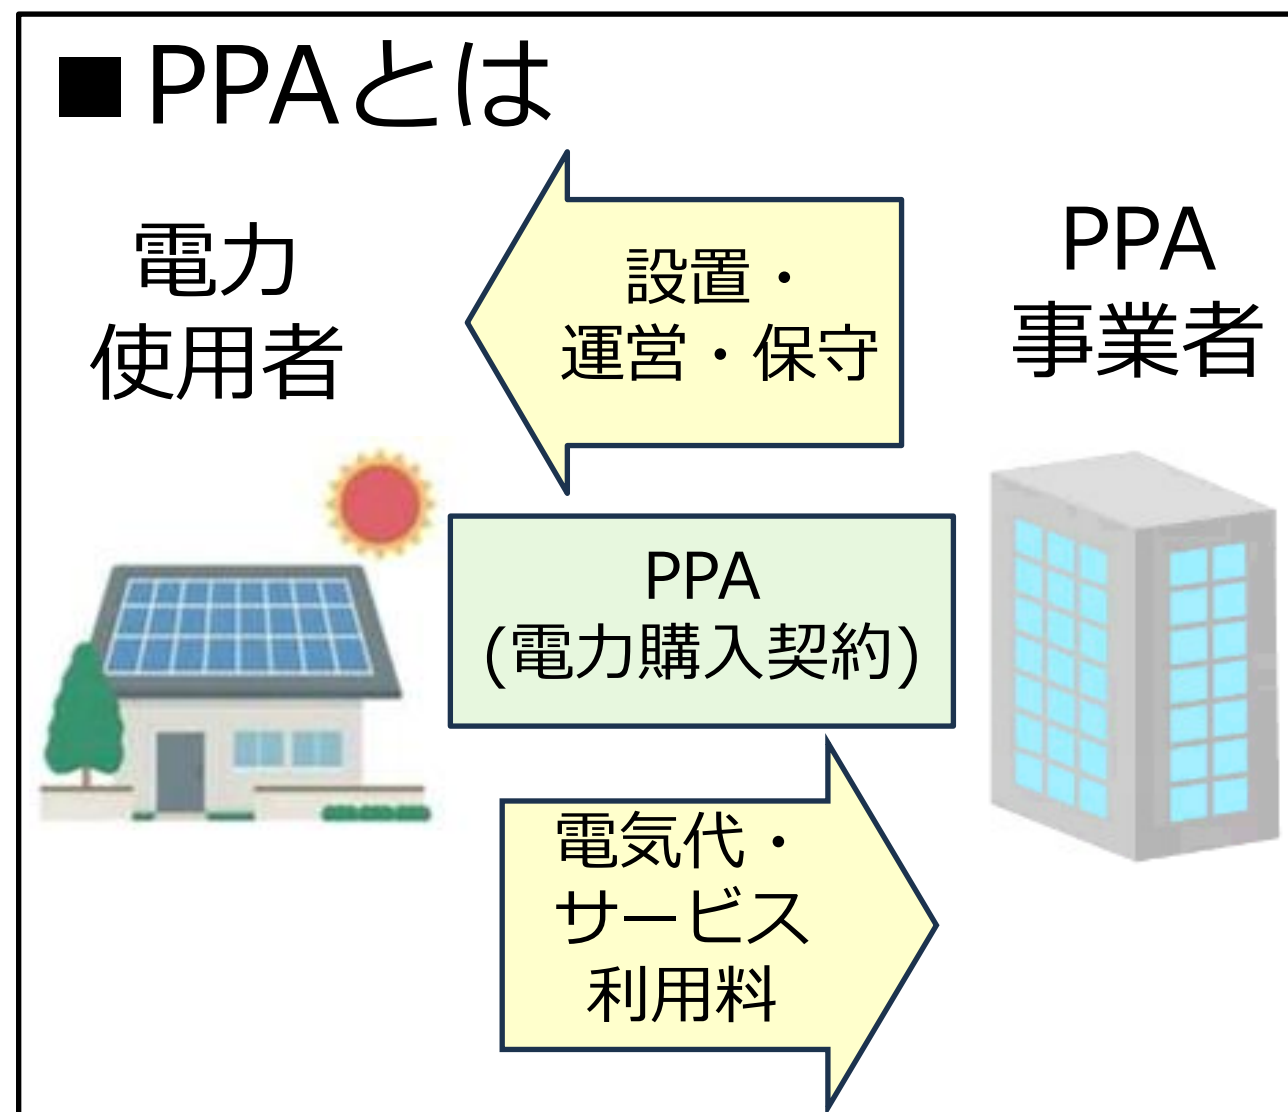 ■PPAとは
電力
使用者
設置・
運営・保守
PPA
事業者
PPA
(電力購入契約)
電気代・
サービス
利用料